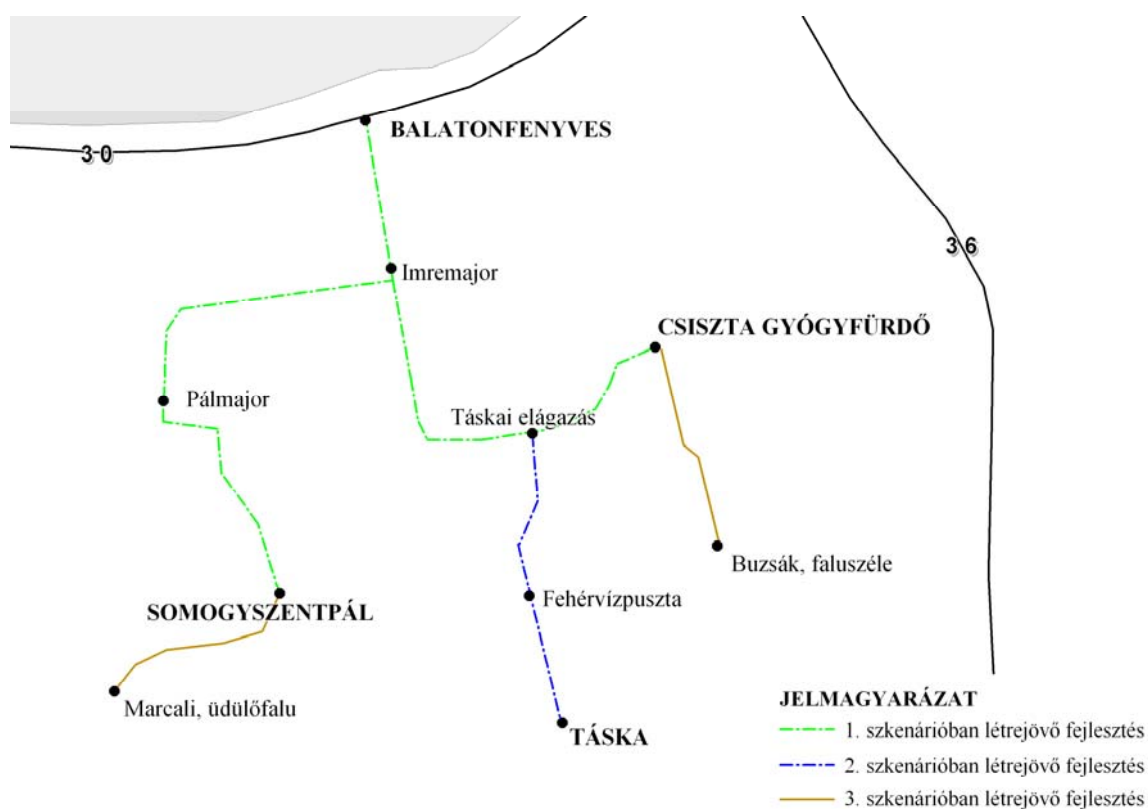 BALATONFENYVES
30
36
Imremajor
CSISZTA GYÓGYFÜRDŐ
Pálmajor
Táskai elágazás
Buzsák, faluszéle
Fehérvízpuszta
SOMOGYSZENTPÁL
Marcali, üdülőfalu
TÁSKA
JELMAGYARÁZAT
1. szkenárióban létrejövő fejlesztés
2. szkenárióban létrejövő fejlesztés
3. szkenárióban létrejövő fejlesztés